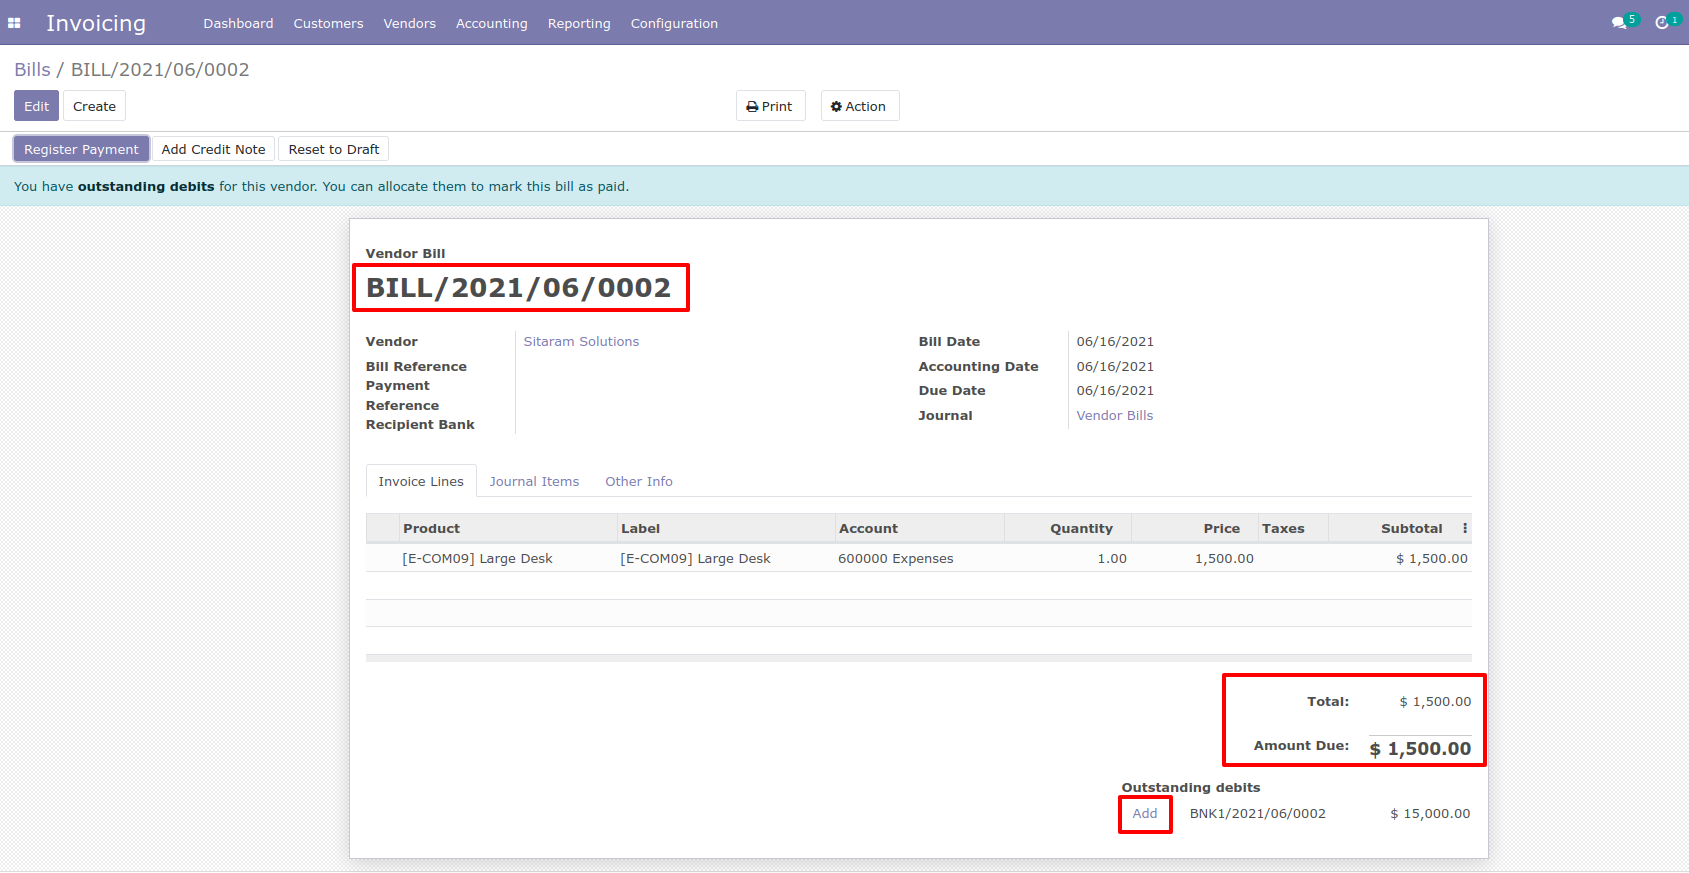 Invoicing Dashboard Customers Vendors Accounting Reporting Configuration 5 1
Bills / BILL/2021/06/0002
Edit Create Print Action
Register Payment Add Credit Note Reset to Draft
You have outstanding debits for this vendor. You can allocate them to mark this bill as paid.
Vendor Bill
BILL/2021/06/0002
Vendor Sitaram Solutions
Bill Reference
Payment
Reference
Recipient Bank
Bill Date 06/16/2021
Accounting Date 06/16/2021
Due Date 06/16/2021
Journal Vendor Bills
Invoice Lines Journal Items Other Info
Product Label Account Quantity Price Taxes Subtotal
[E-COM09] Large Desk [E-COM09] Large Desk 600000 Expenses 1.00 1,500.00 $ 1,500.00
Total: $ 1,500.00
Amount Due: $ 1,500.00
Outstanding debits
Add BNK1/2021/06/0002 $ 15,000.00